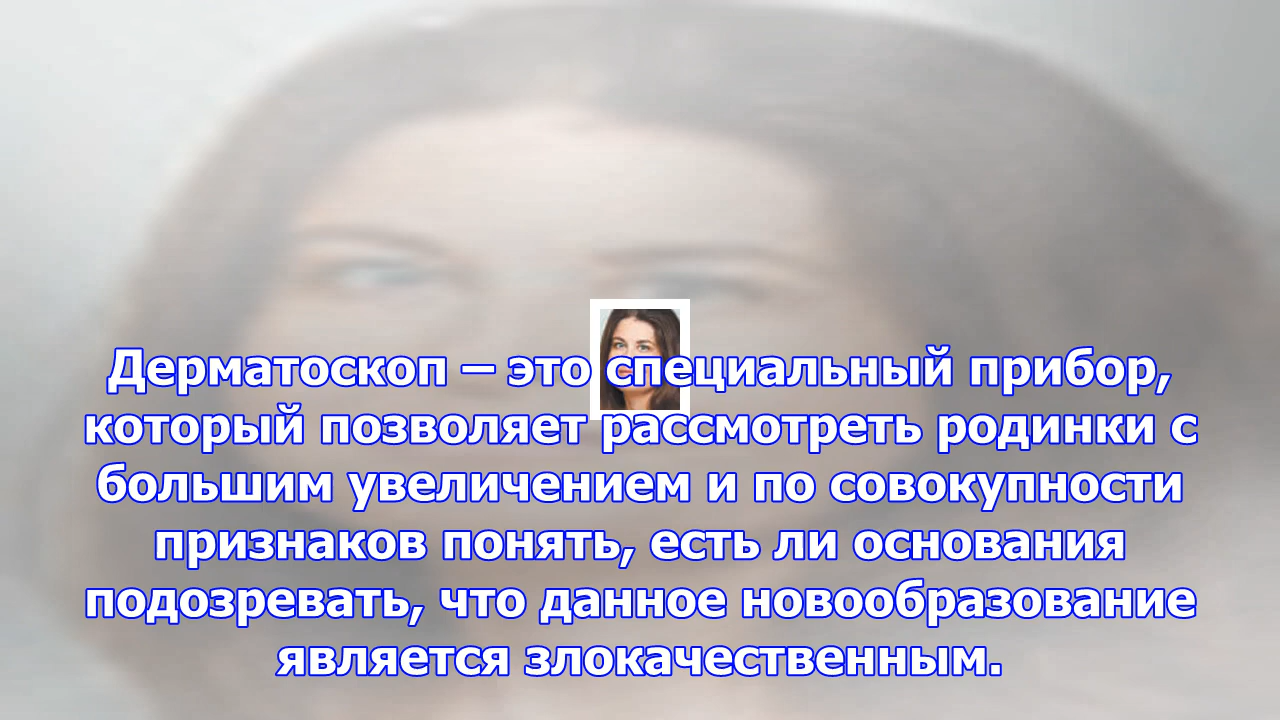 Дерматоскоп – это специальный прибор,
который позволяет рассмотреть родинки с
большим увеличением и по совокупности
признаков понять, есть ли основания
подозревать, что данное новообразование
является злокачественным.